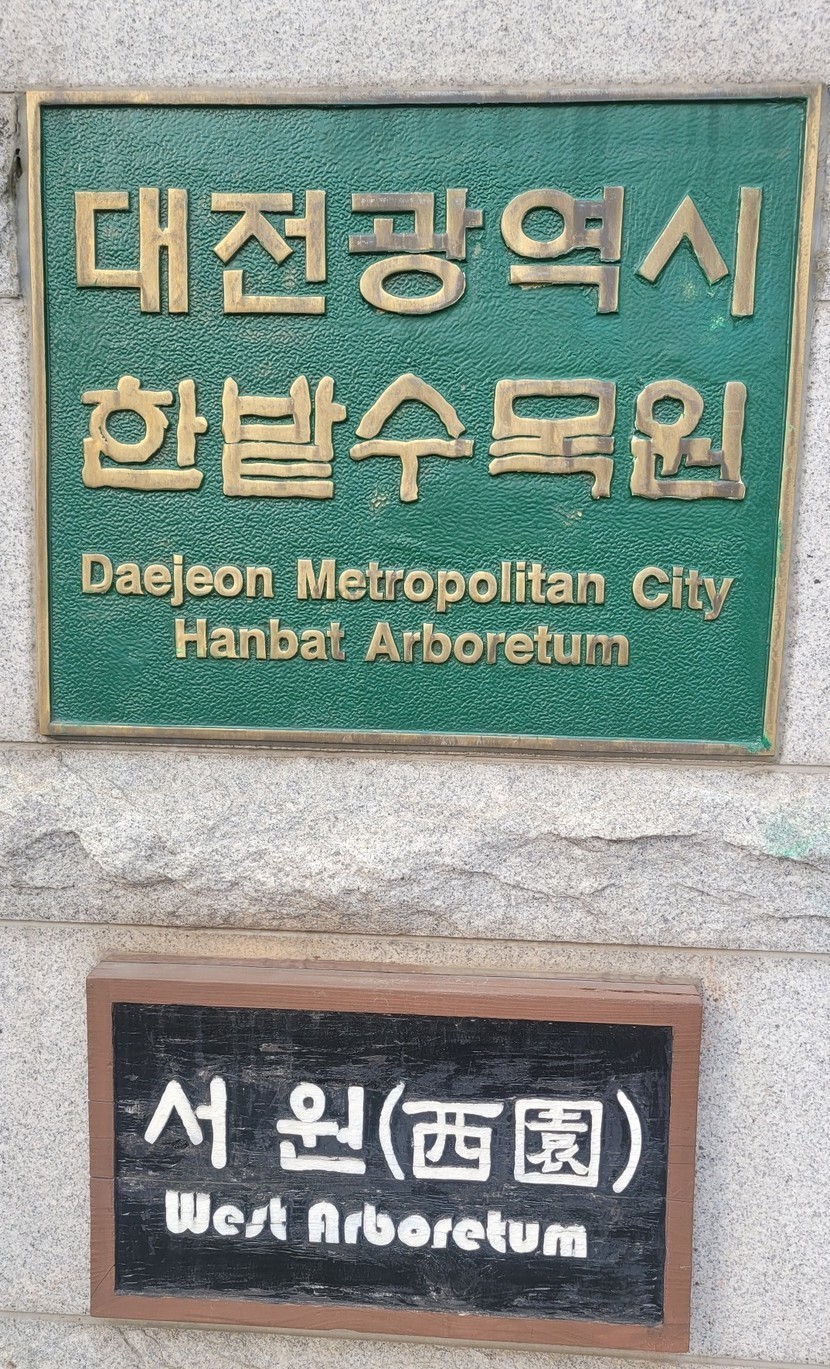 대전광역시
한밭수목원
Daejeon Metropolitan City
Hanbat Arboretum
서 원(西園)
West Arboretum